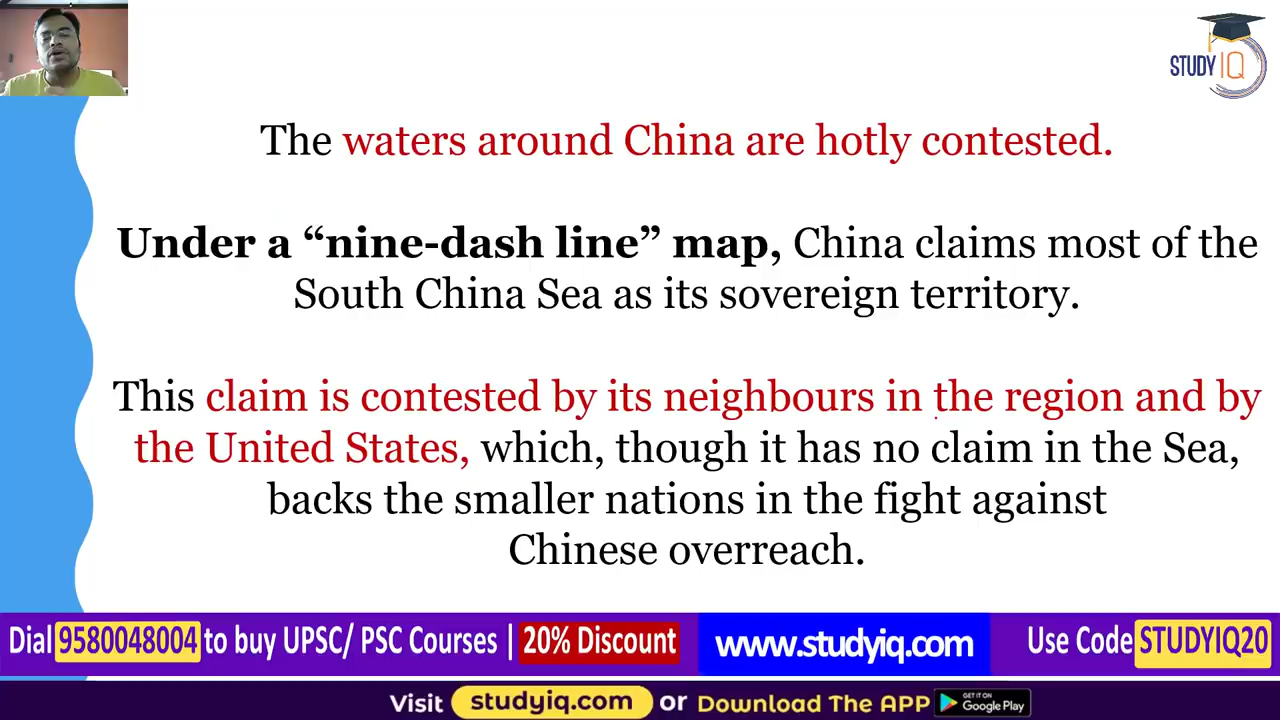 STUDY IQ
The waters around China are hotly contested.
Under a “nine-dash line” map, China claims most of the
South China Sea as its sovereign territory.
This claim is contested by its neighbours in the region and by
the United States, which, though it has no claim in the Sea,
backs the smaller nations in the fight against
Chinese overreach.
Dial 9580048004 to buy UPSC/ PSC Courses | 20% Discount www.studyiq.com Use Code STUDYIQ20
Visit studyiq.com or Download The APP GET IT ON Google Play